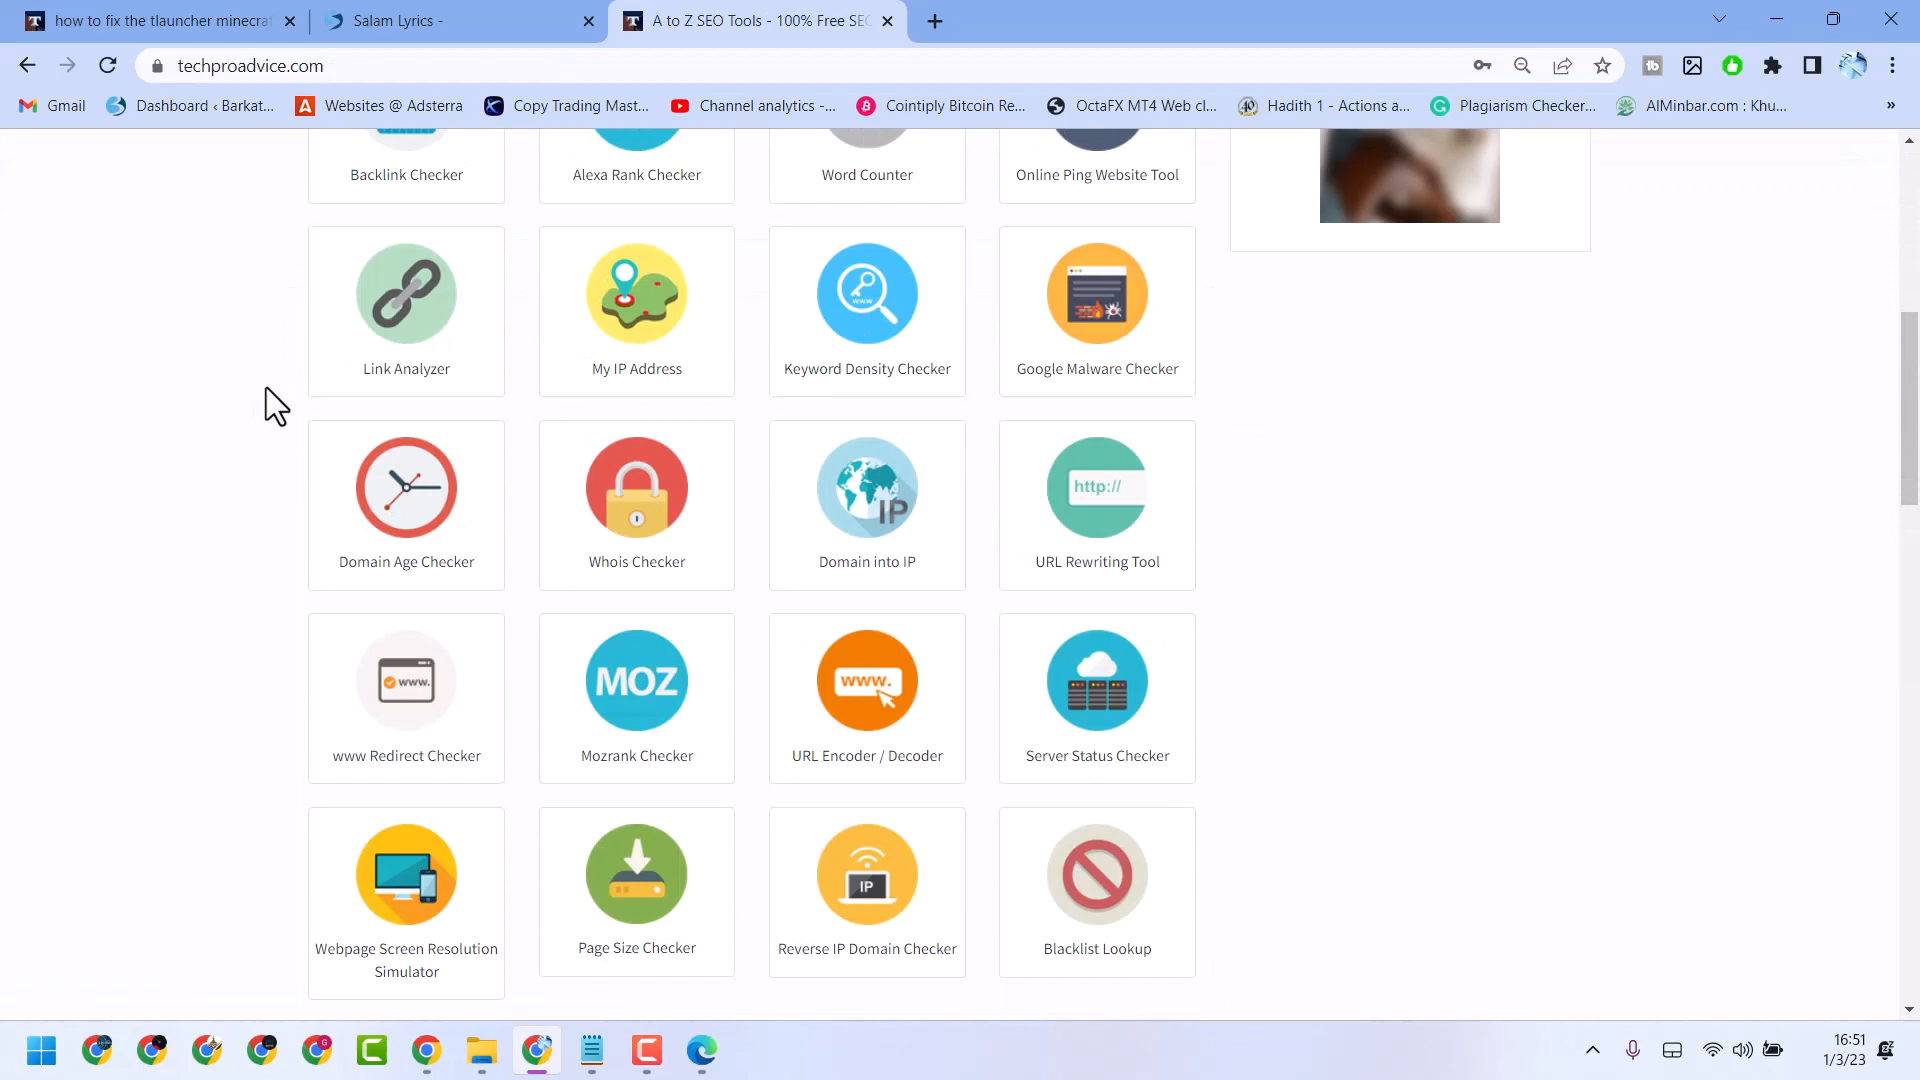 how to fix the tlauncher minecra
Salam Lyrics -
A to Z SEO Tools - 100% Free SEO
techproadvice.com
Gmail
Dashboard ‹ Barkat...
Websites @ Adsterra
Copy Trading Mast...
Channel analytics -...
Cointiply Bitcoin Re...
OctaFX MT4 Web cl...
Hadith 1 - Actions a...
Plagiarism Checker...
AlMinbar.com : Khu...
»
Backlink Checker
Alexa Rank Checker
Word Counter
Online Ping Website Tool
www
Link Analyzer
My IP Address
Keyword Density Checker
Google Malware Checker
IP
http://
Domain Age Checker
Whois Checker
Domain into IP
URL Rewriting Tool
www.
MOZ
www.
www Redirect Checker
Mozrank Checker
URL Encoder / Decoder
Server Status Checker
IP
Webpage Screen Resolution
Simulator
Page Size Checker
Reverse IP Domain Checker
Blacklist Lookup
16:51
1/3/23